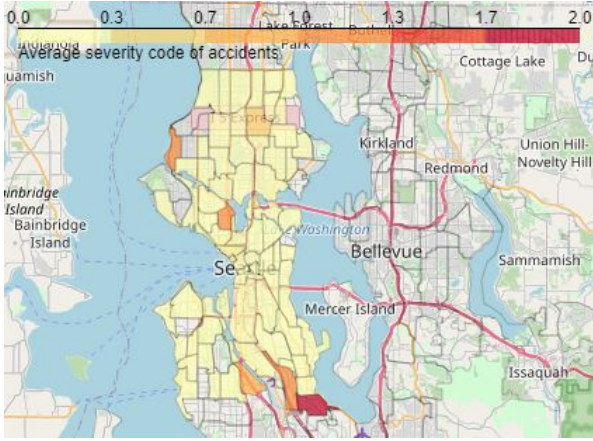 0.0 0.3 0.7 1.0 1.3 1.7 2.0
Lake Forest
Park
Average severity code of accidents
uamish
Cottage Lake
Kirkland
Union Hill-
Novelty Hill
Redmond
ainbridge
Island
Bainbridge
Island
Lake Washington
Bellevue
Sammamish
Se
Mercer Island
Issaquah